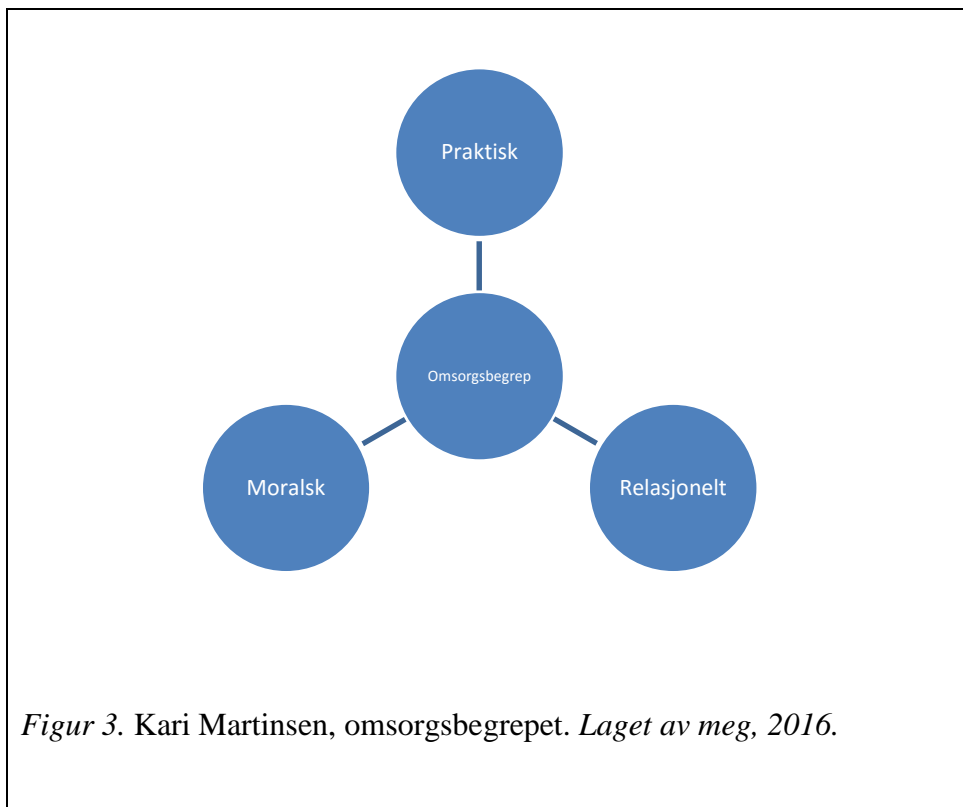 Praktisk
Omsorgsbegrep
Moralsk
Relasjonelt
Figur 3. Kari Martinsen, omsorgsbegrepet. Laget av meg, 2016.